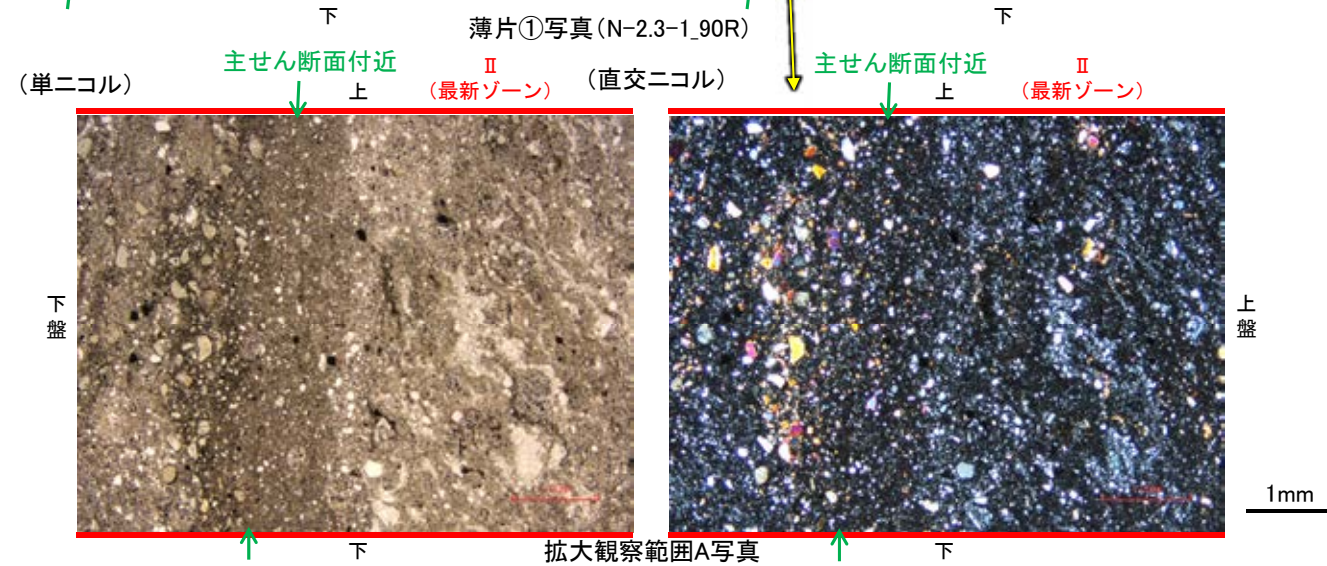 下
下
薄片①写真(N-2.3-1_90R)
(単ニコル)
主せん断面付近
上
Ⅱ
(最新ゾーン)
(直交ニコル)
主せん断面付近
上
Ⅱ
(最新ゾーン)
下盤
上盤
1mm
下
拡大観察範囲A写真
下